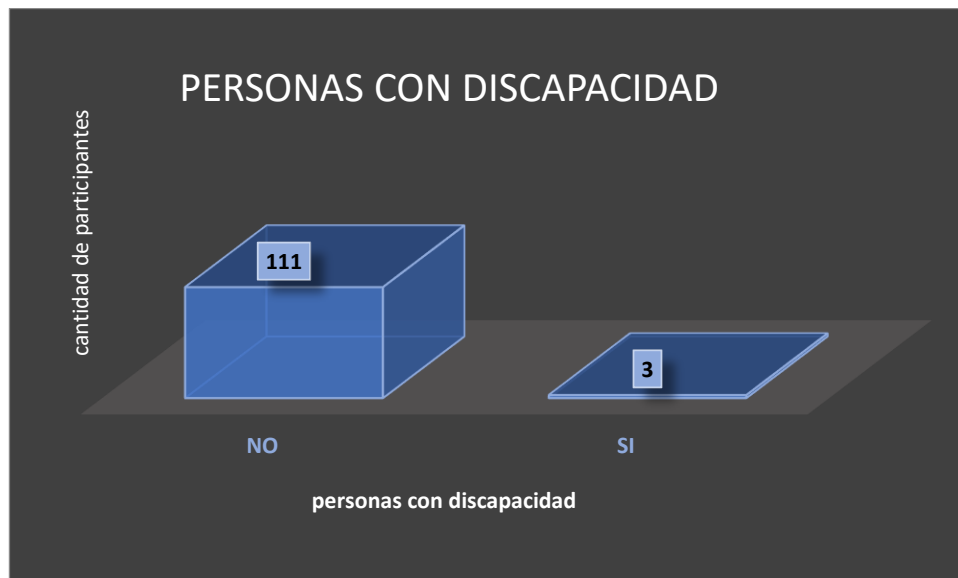 PERSONAS CON DISCAPACIDAD
cantidad de participantes
111
3
NO
SI
personas con discapacidad